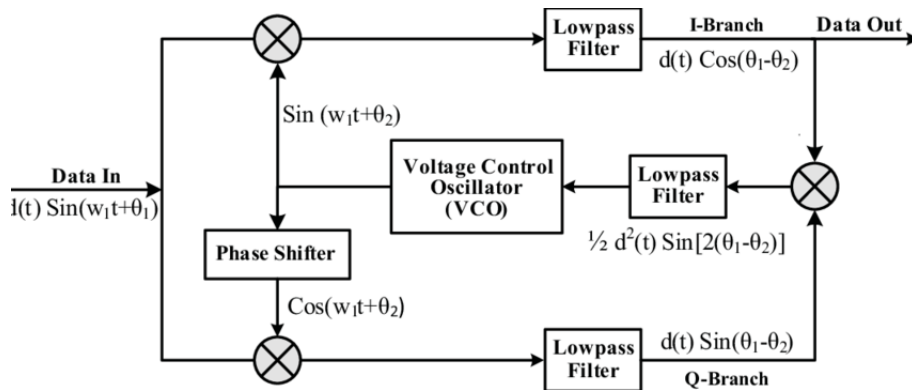 Lowpass
Filter
I-Branch
Data Out
d(t) Cos(θ₁-θ₂)
Sin (w₁t+θ₂)
Data In
d(t) Sin(w₁t+θ₁)
Voltage Control
Oscillator
(VCO)
Lowpass
Filter
½ d²(t) Sin[2(θ₁-θ₂)]
Phase Shifter
Cos(w₁t+θ₂)
Lowpass
Filter
d(t) Sin(θ₁-θ₂)
Q-Branch